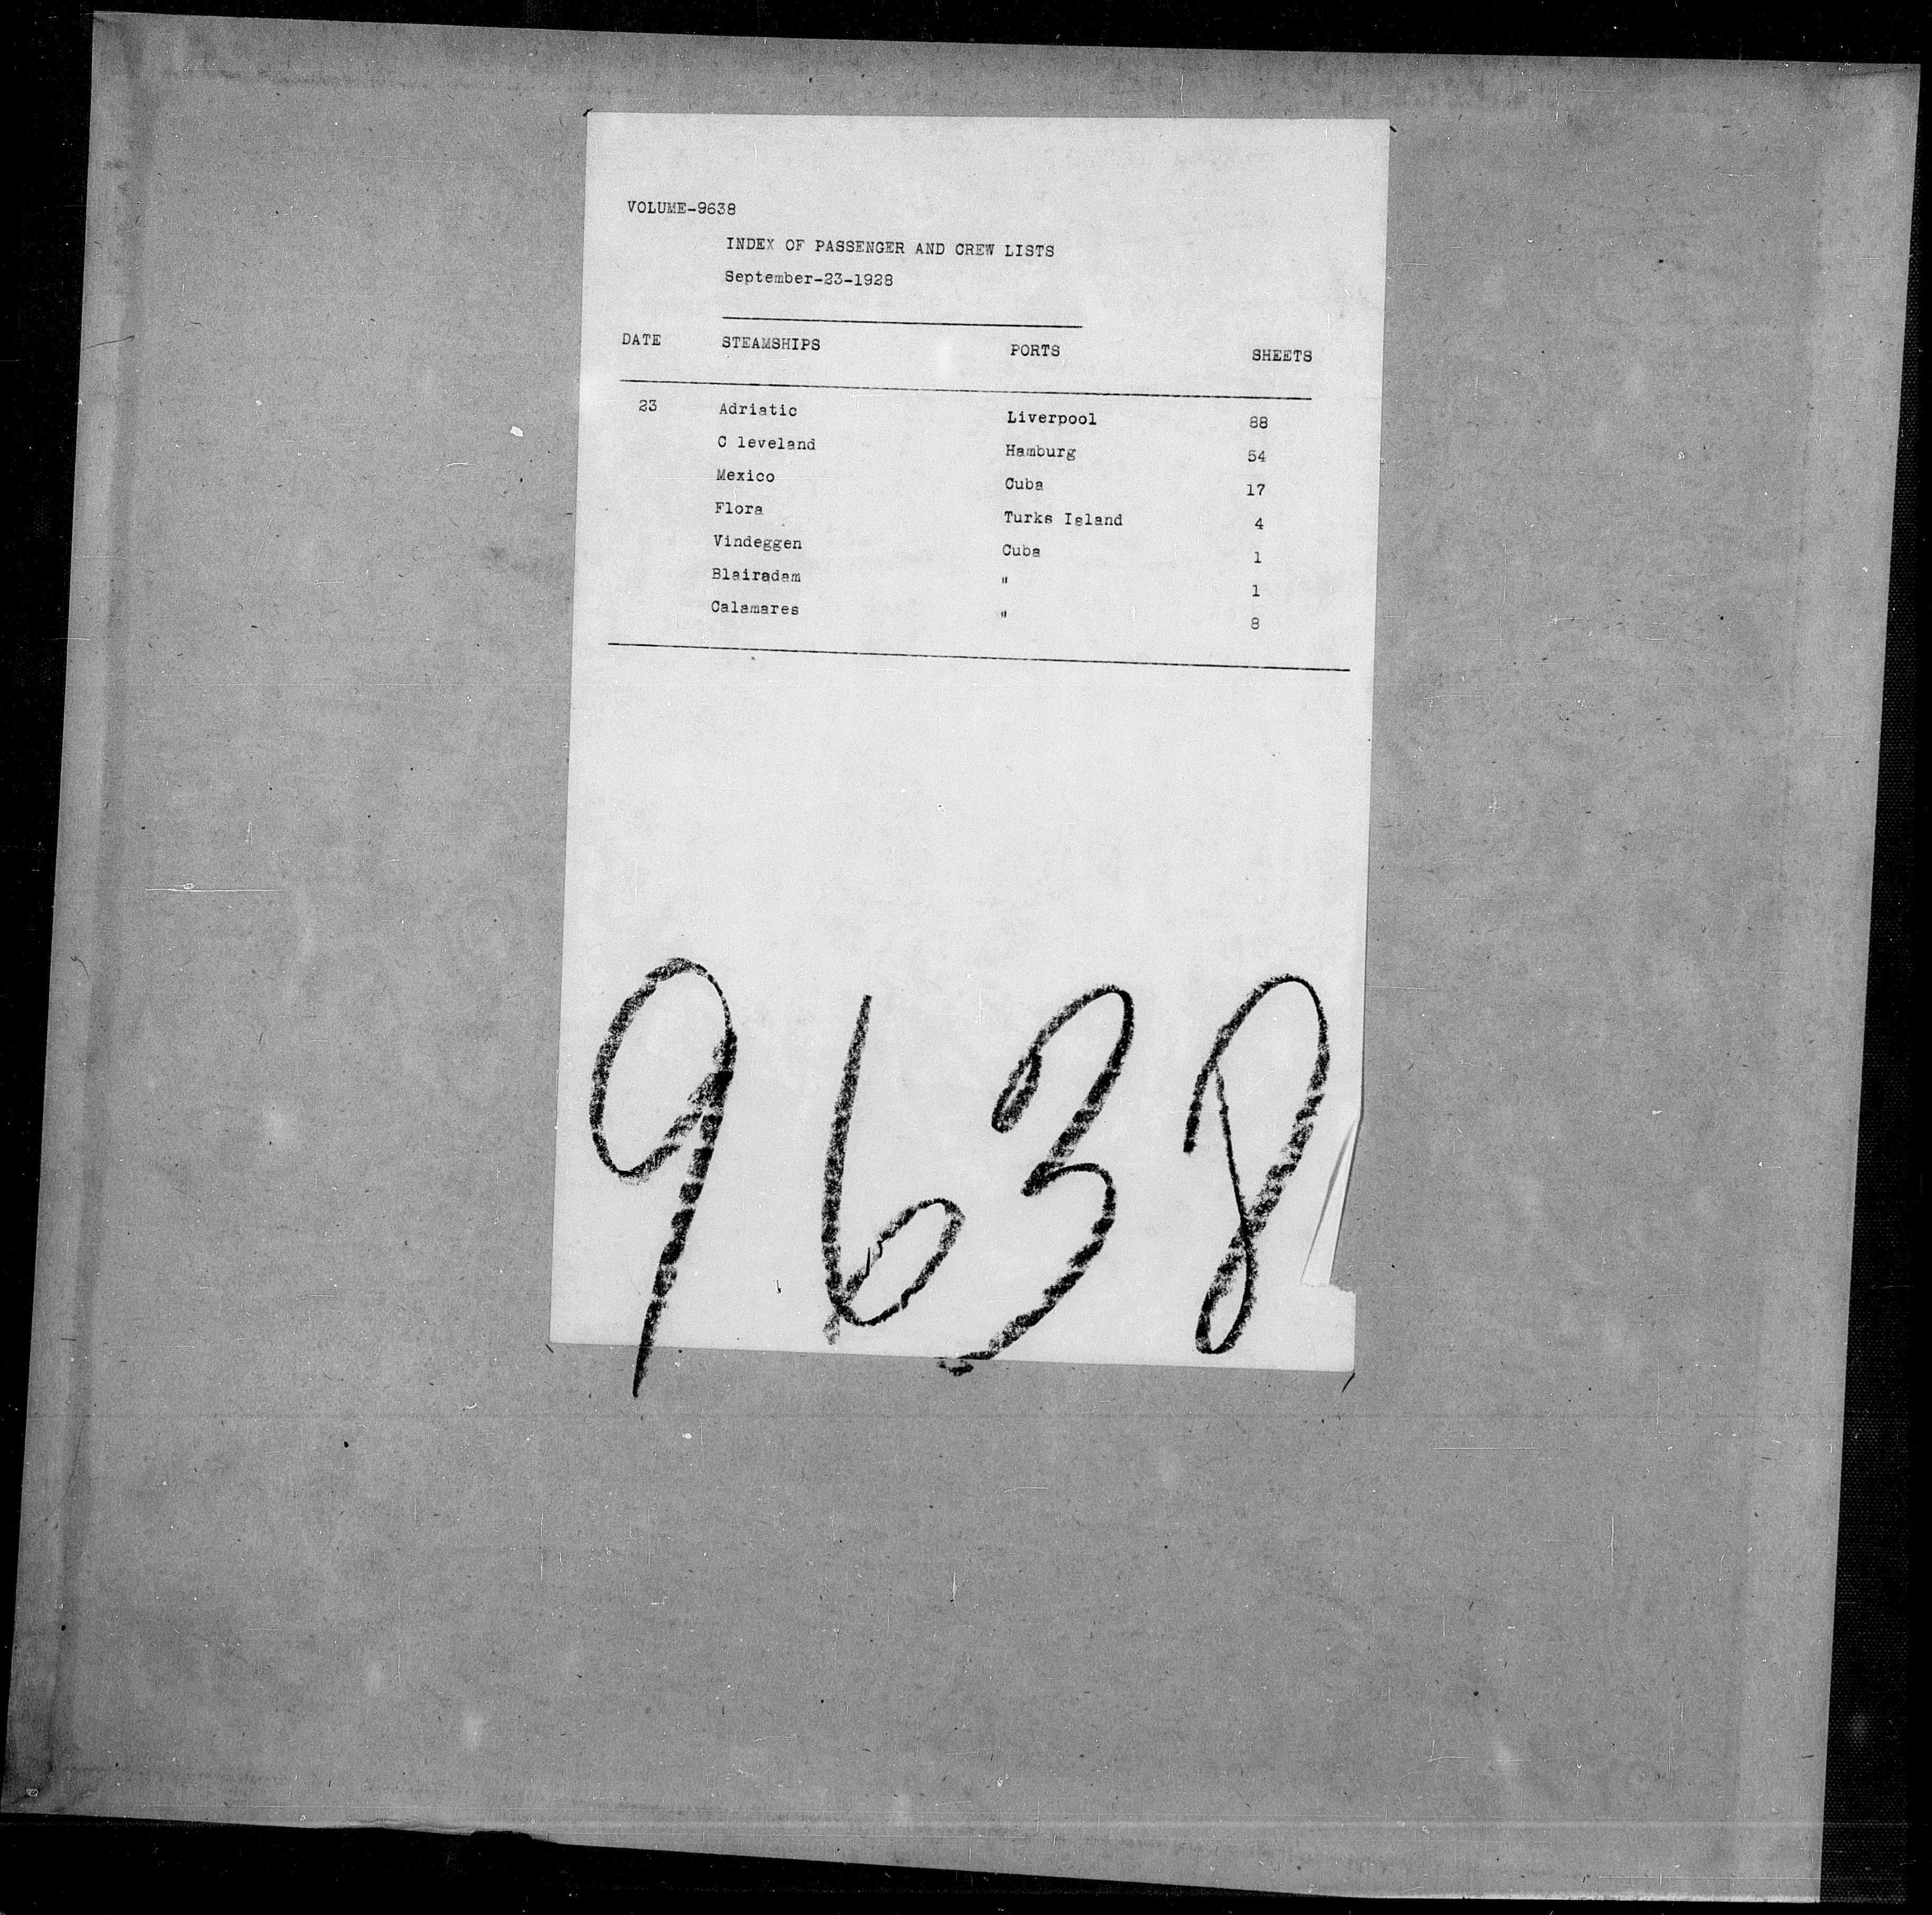 VOLUME-9638
INDEX OF PASSENGER AND CREW LISTS
September-23-1928
DATE STEAMSHIPS PORTS SHEETS
23 Adriatic Liverpool 88
C leveland Hamburg 54
Mexico Cuba 17
Flora Turks Island 4
Vindeggen Cuba 1
Blairadam " 1
Calamares " 8
9638